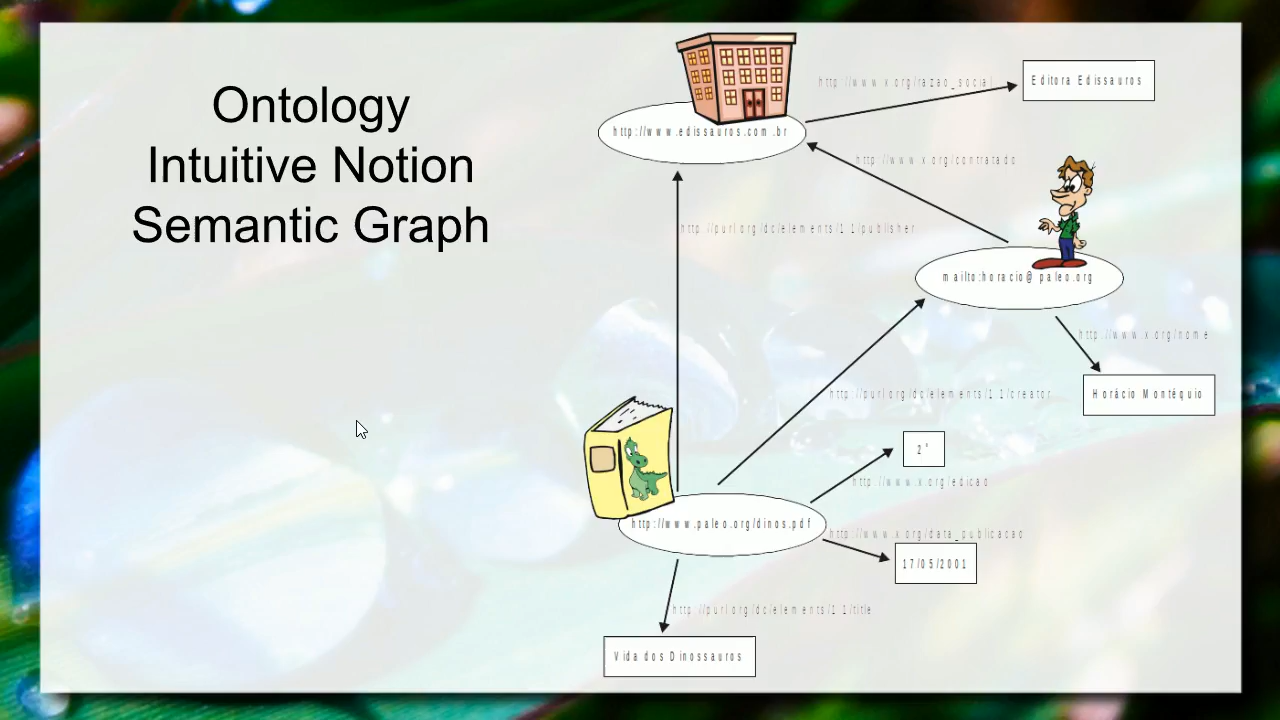 Ontology
Intuitive Notion
Semantic Graph
http://www.x.org/razao_social
Editora Edissauros
http://www.edissauros.com.br
http://www.x.org/contratado
http://purl.org/dc/elements/1.1/publisher
mailto:horacio@paleo.org
http://www.x.org/nome
Horácio Montéquio
http://purl.org/dc/elements/1.1/creator
2ª
http://www.x.org/edicao
http://www.paleo.org/dinos.pdf
http://www.x.org/data_publicacao
17/05/2001
http://purl.org/dc/elements/1.1/title
Vida dos Dinossauros